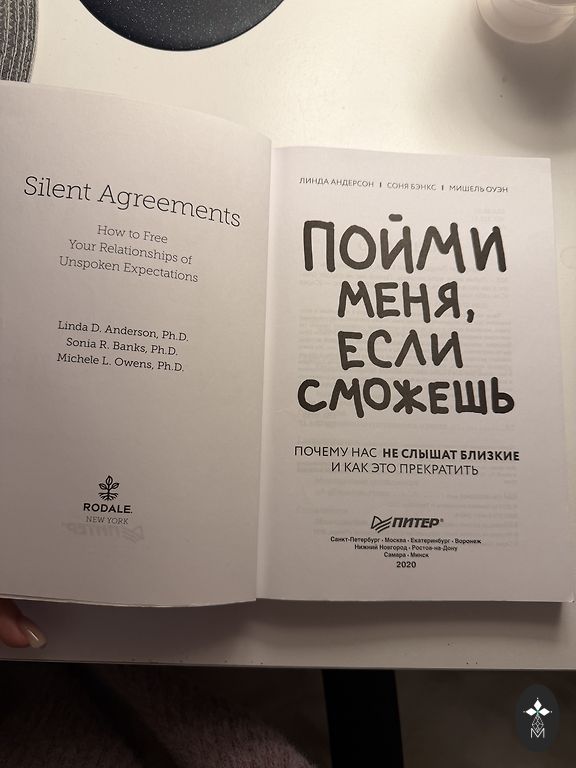 Silent Agreements
How to Free
Your Relationships of
Unspoken Expectations
Linda D. Anderson, Ph.D.
Sonia R. Banks, Ph.D.
Michele L. Owens, Ph.D.
RODALE.
NEW YORK
ЛИНДА АНДЕРСОН I СОНЯ БЭНКС I МИШЕЛЬ ОУЭН
ПОЙМИ
МЕНЯ,
ЕСЛИ
СМОЖЕШЬ
ПОЧЕМУ НАС НЕ СЛЫШАТ БЛИЗКИЕ
И КАК ЭТО ПРЕКРАТИТЬ
ПИТЕР®
Санкт-Петербург • Москва • Екатеринбург • Воронеж
Нижний Новгород • Ростов-на-Дону
Самара • Минск
2020
M